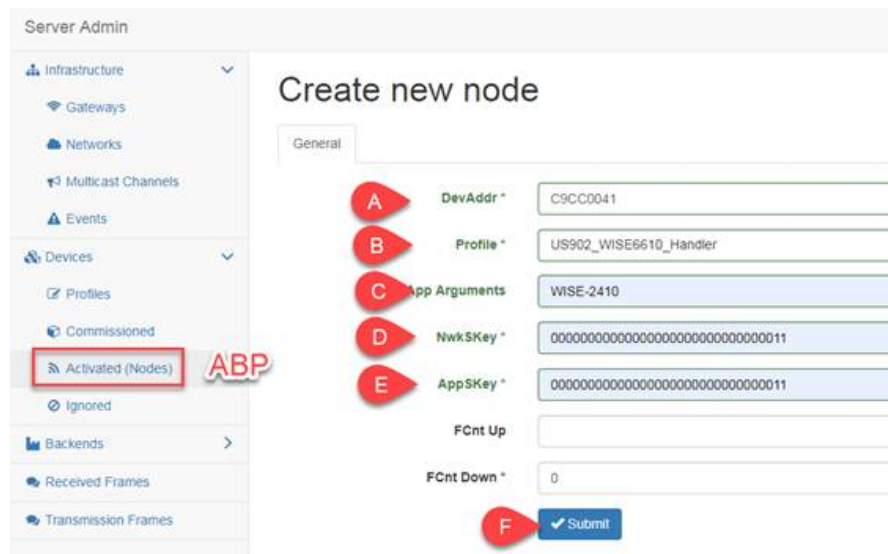 Server Admin
Infrastructure
Gateways
Networks
Multicast Channels
Events
Devices
Profiles
Commissioned
Activated (Nodes)
ABP
Ignored
Backends
Received Frames
Transmission Frames
Create new node
General
A DevAddr * C9CC0041
B Profile * US902_WISE6610_Handler
C App Arguments WISE-2410
D NwkSKey * 00000000000000000000000000000011
E AppSKey * 00000000000000000000000000000011
FCnt Up
FCnt Down * 0
F Submit